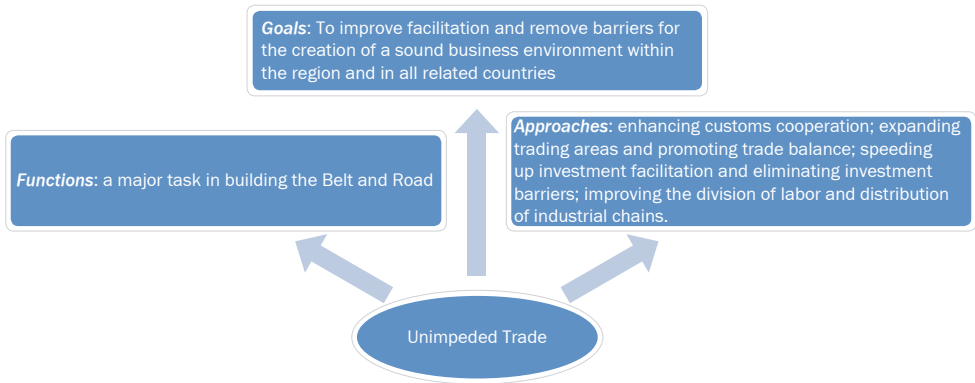 Goals: To improve facilitation and remove barriers for
the creation of a sound business environment within
the region and in all related countries
Functions: a major task in building the Belt and Road
Approaches: enhancing customs cooperation; expanding
trading areas and promoting trade balance; speeding
up investment facilitation and eliminating investment
barriers; improving the division of labor and distribution
of industrial chains.
Unimpeded Trade